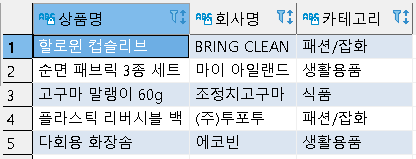 상품명 회사명 카테고리
1 할로윈 컵슬리브 BRING CLEAN 패션/잡화
2 순면 패브릭 3종 세트 마이 아일랜드 생활용품
3 고구마 말랭이 60g 조정치고구마 식품
4 플라스틱 리버시블 백 (주)투포투 패션/잡화
5 다회용 화장솜 에코빈 생활용품